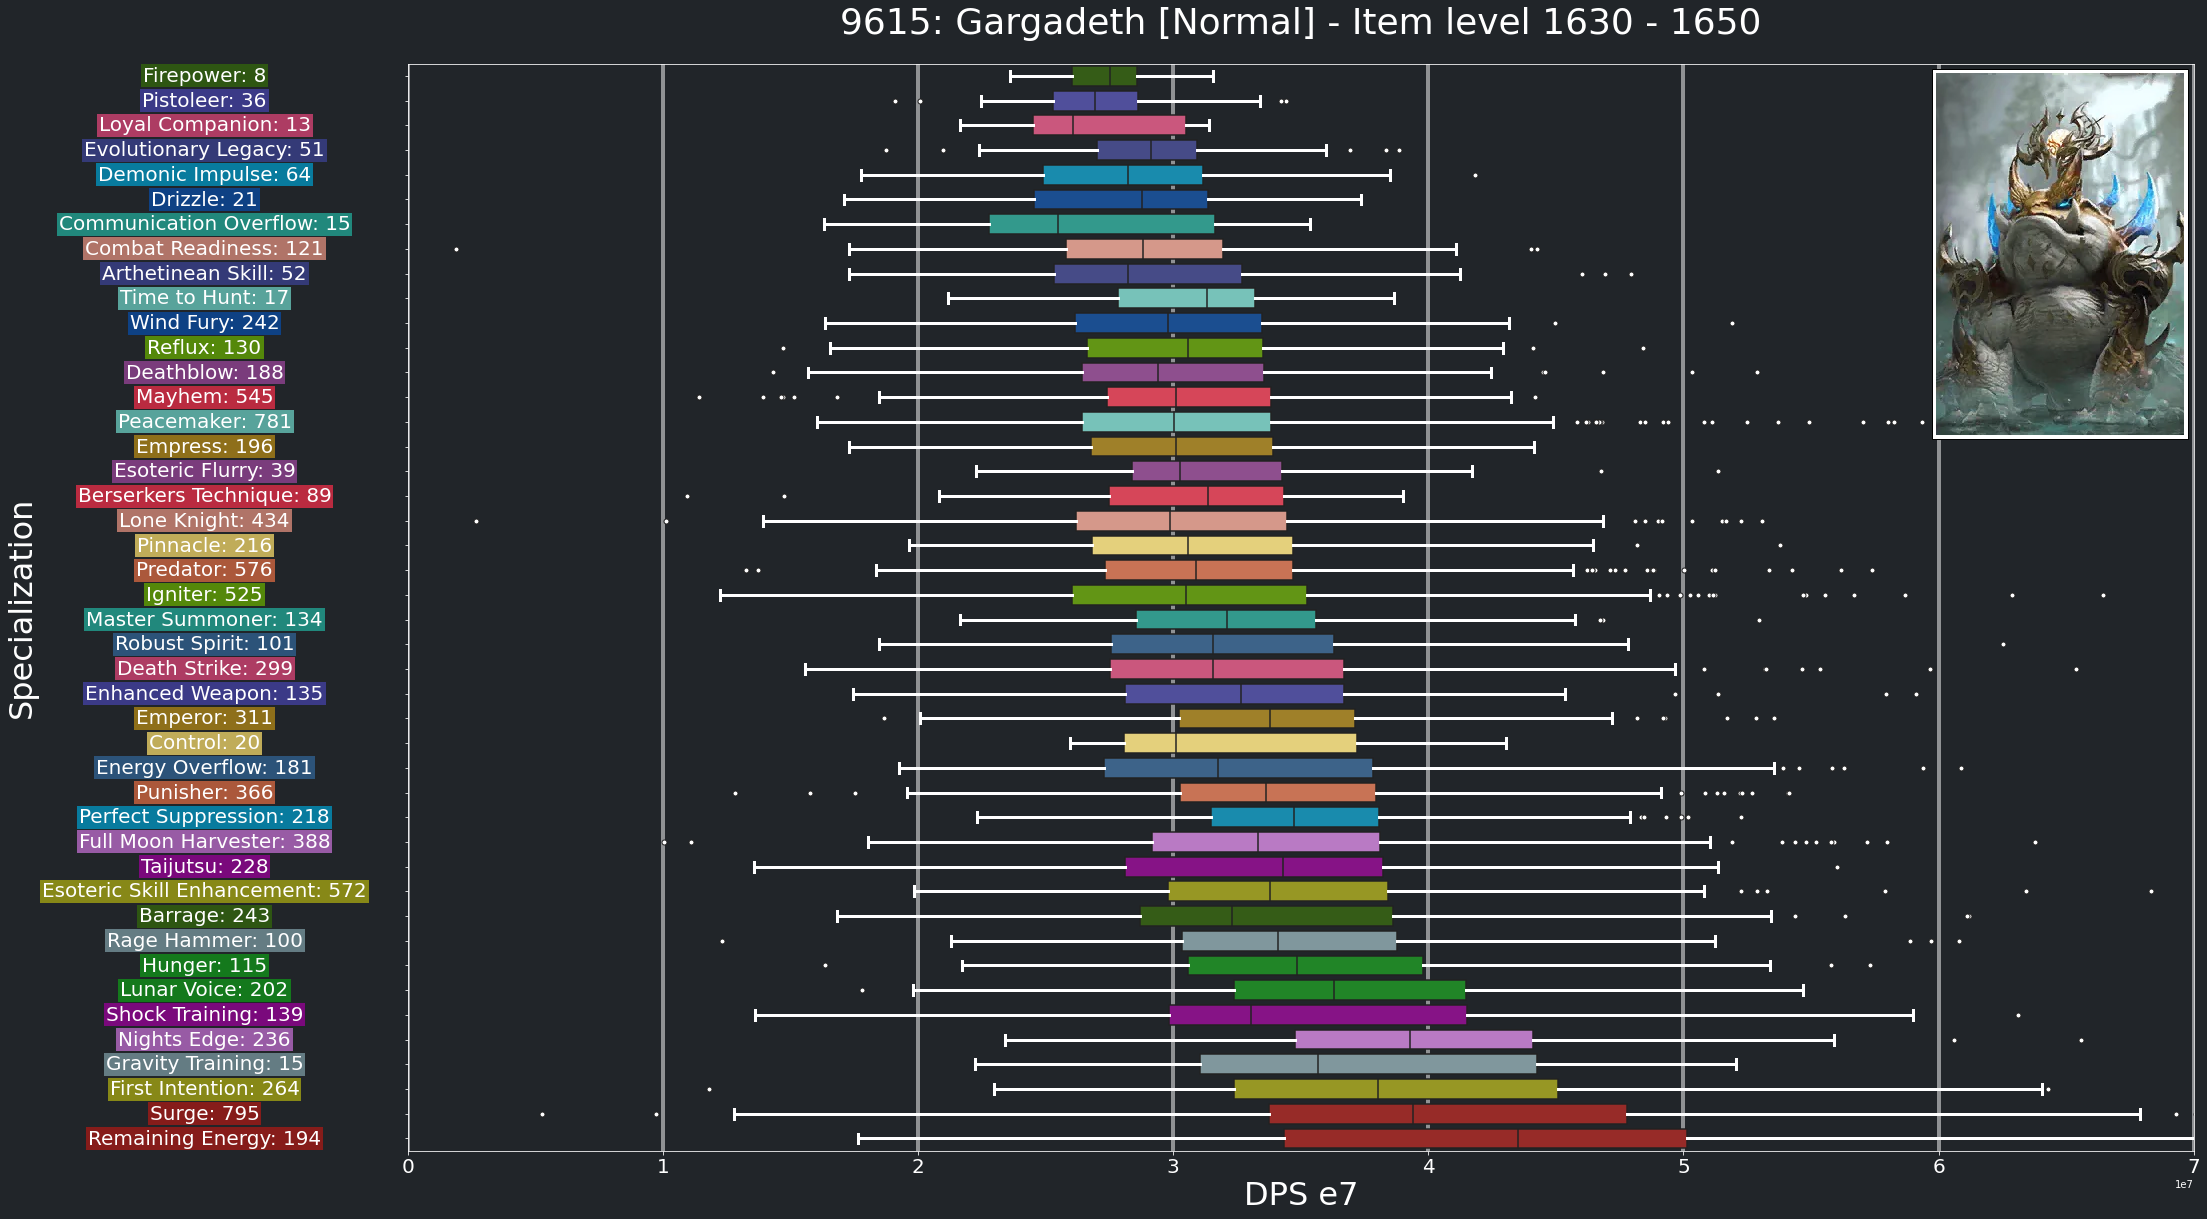 9615: Gargadeth [Normal] - Item level 1630 - 1650
Specialization
Firepower: 8
Pistoleer: 36
Loyal Companion: 13
Evolutionary Legacy: 51
Demonic Impulse: 64
Drizzle: 21
Communication Overflow: 15
Combat Readiness: 121
Arthetinean Skill: 52
Time to Hunt: 17
Wind Fury: 242
Reflux: 130
Deathblow: 188
Mayhem: 545
Peacemaker: 781
Empress: 196
Esoteric Flurry: 39
Berserkers Technique: 89
Lone Knight: 434
Pinnacle: 216
Predator: 576
Igniter: 525
Master Summoner: 134
Robust Spirit: 101
Death Strike: 299
Enhanced Weapon: 135
Emperor: 311
Control: 20
Energy Overflow: 181
Punisher: 366
Perfect Suppression: 218
Full Moon Harvester: 388
Taijutsu: 228
Esoteric Skill Enhancement: 572
Barrage: 243
Rage Hammer: 100
Hunger: 115
Lunar Voice: 202
Shock Training: 139
Nights Edge: 236
Gravity Training: 15
First Intention: 264
Surge: 795
Remaining Energy: 194
0 1 2 3 4 5 6 7
1e7
DPS e7